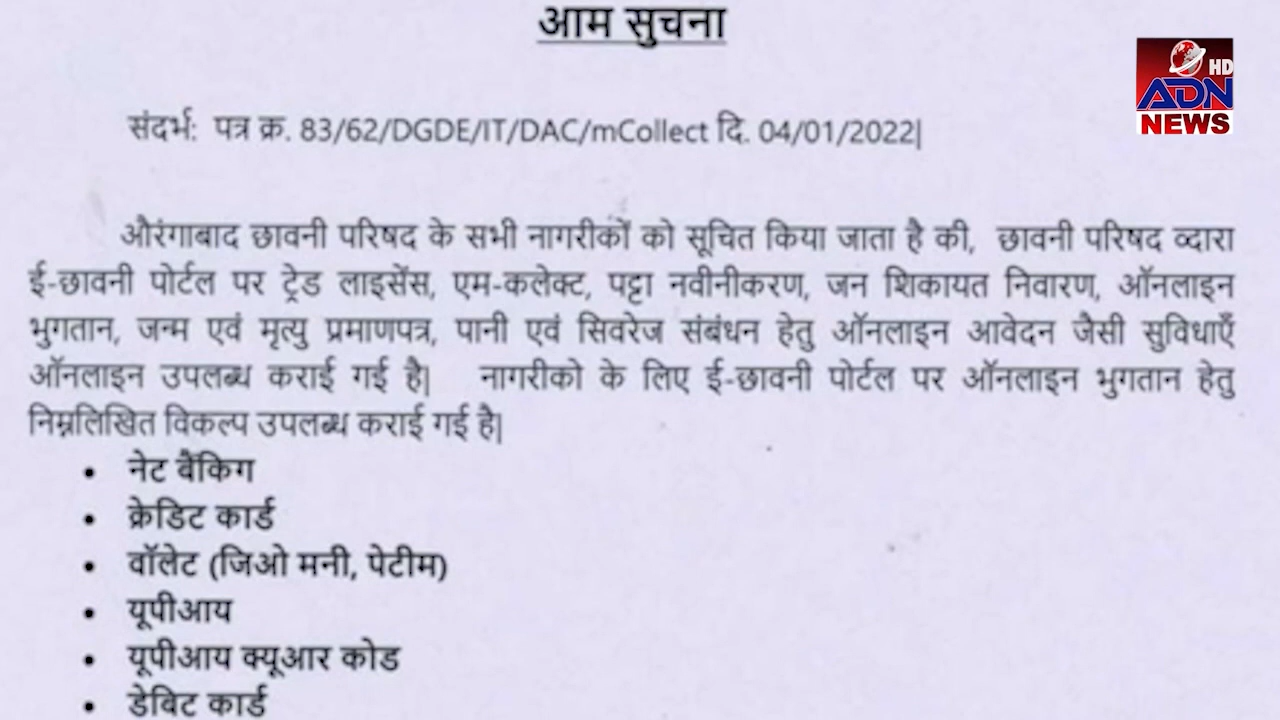 आम सुचना
HD
ADN
NEWS
संदर्भ: पत्र क्र. 83/62/DGDE/IT/DAC/mCollect दि. 04/01/2022|
औरंगाबाद छावनी परिषद के सभी नागरीकों को सूचित किया जाता है की, छावनी परिषद व्दारा
ई-छावनी पोर्टल पर ट्रेड लाइसेंस, एम-कलेक्ट, पट्टा नवीनीकरण, जन शिकायत निवारण, ऑनलाइन
भुगतान, जन्म एवं मृत्यु प्रमाणपत्र, पानी एवं सिवरेज संबंधन हेतु ऑनलाइन आवेदन जैसी सुविधाएँ
ऑनलाइन उपलब्ध कराई गई है| नागरीको के लिए ई-छावनी पोर्टल पर ऑनलाइन भुगतान हेतु
निम्नलिखित विकल्प उपलब्ध कराई गई है|
• नेट बैंकिग
• क्रेडिट कार्ड
• वॉलेट (जिओ मनी, पेटीम)
• यूपीआय
• यूपीआय क्यूआर कोड
• डेबिट कार्ड